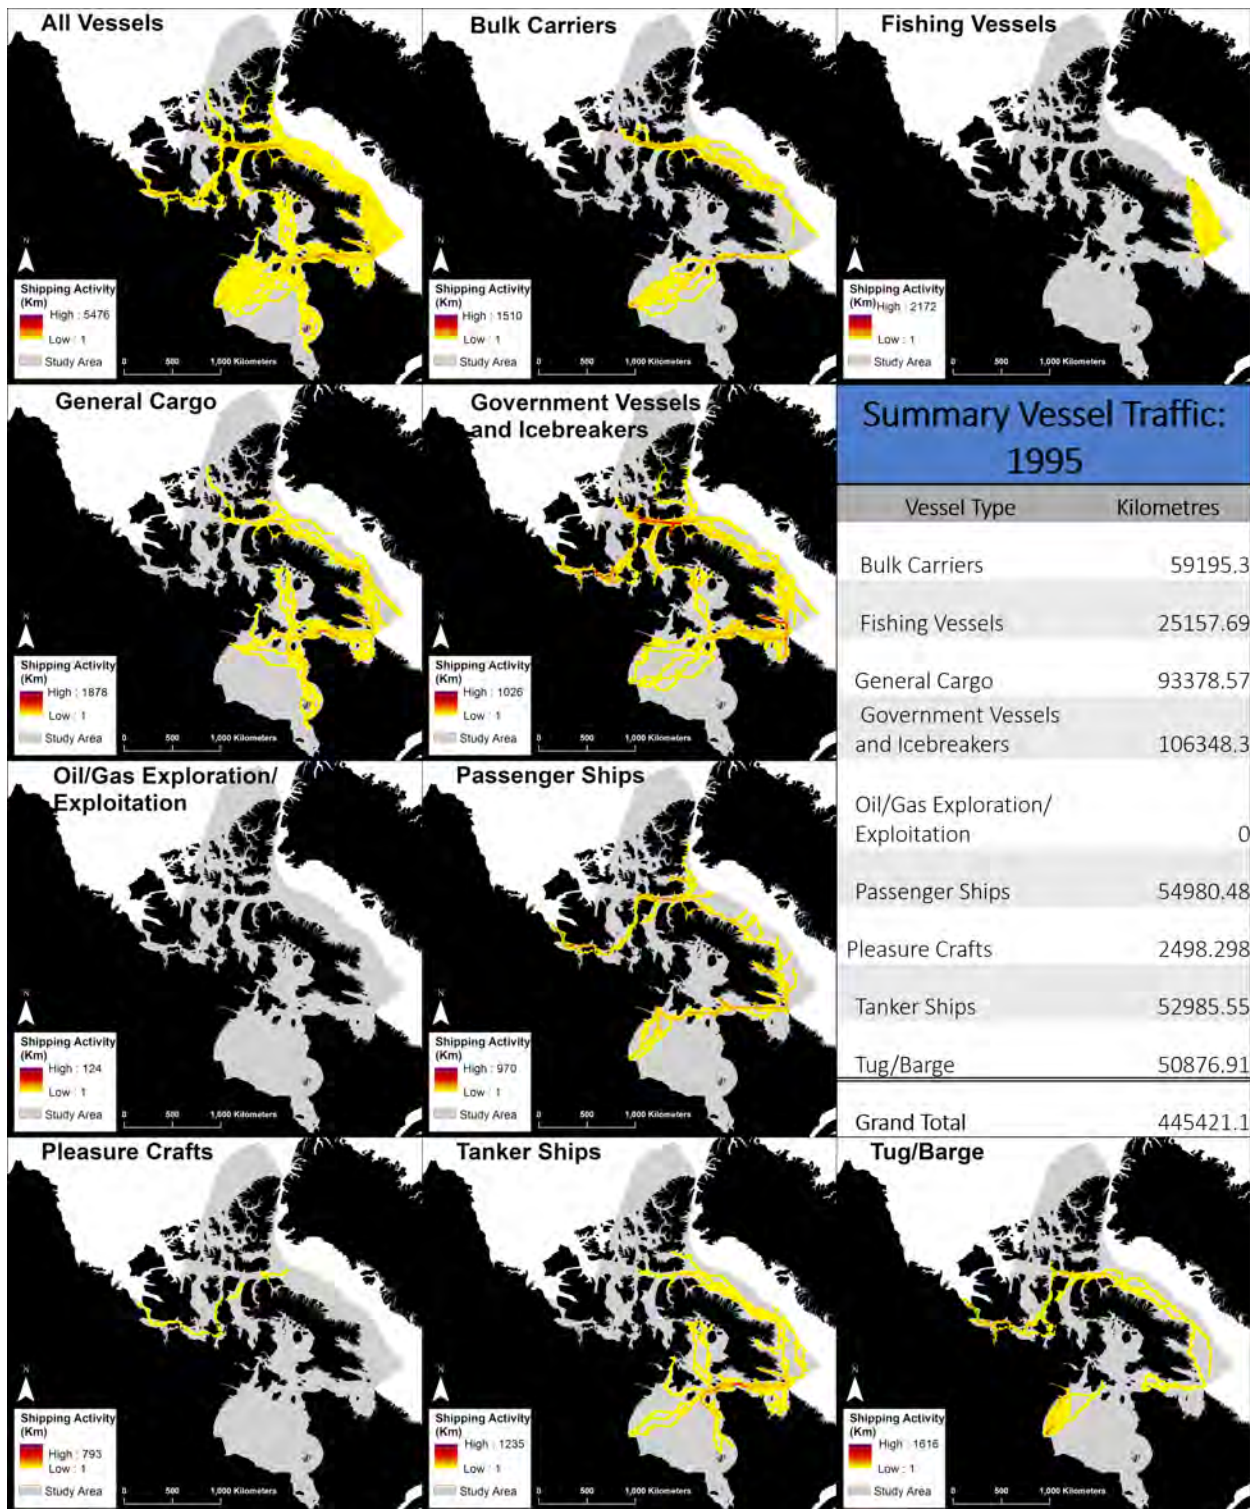 All Vessels
N
Shipping Activity
(Km)
High : 5476
Low : 1
Study Area
0 500 1,000 Kilometers
Bulk Carriers
N
Shipping Activity
(Km)
High : 1510
Low : 1
Study Area
0 500 1,000 Kilometers
Fishing Vessels
N
Shipping Activity
(Km)High : 2172
Low : 1
Study Area
0 500 1,000 Kilometers
General Cargo
N
Shipping Activity
(Km)
High : 1878
Low : 1
Study Area
0 500 1,000 Kilometers
Government Vessels
and Icebreakers
N
Shipping Activity
(Km)
High : 1026
Low : 1
Study Area
0 500 1,000 Kilometers
Summary Vessel Traffic:
1995
Vessel Type Kilometres
Bulk Carriers 59195.3
Fishing Vessels 25157.69
General Cargo 93378.57
Government Vessels
and Icebreakers 106348.3
Oil/Gas Exploration/
Exploitation 0
Passenger Ships 54980.48
Pleasure Crafts 2498.298
Tanker Ships 52985.55
Tug/Barge 50876.91
Grand Total 445421.1
Oil/Gas Exploration/
Exploitation
N
Shipping Activity
(Km)
High : 124
Low : 1
Study Area
0 500 1,000 Kilometers
Passenger Ships
N
Shipping Activity
(Km)
High : 970
Low : 1
Study Area
0 500 1,000 Kilometers
Pleasure Crafts
N
Shipping Activity
(Km)
High : 793
Low : 1
Study Area
0 500 1,000 Kilometers
Tanker Ships
N
Shipping Activity
(Km)
High : 1235
Low : 1
Study Area
0 500 1,000 Kilometers
Tug/Barge
N
Shipping Activity
(Km)
High : 1616
Low : 1
Study Area
0 500 1,000 Kilometers